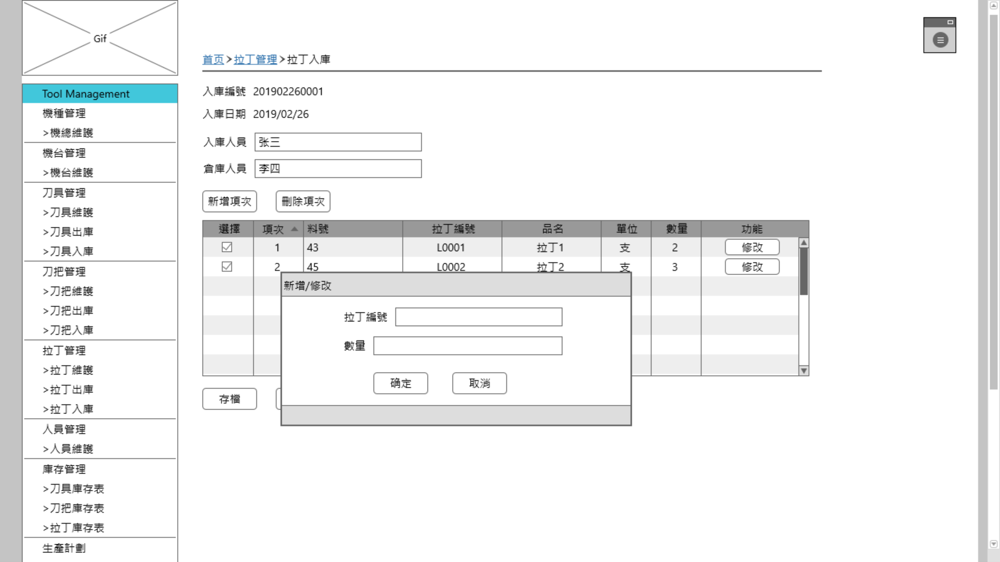 Gif
Tool Management
機種管理
>機總維護
機台管理
>機台維護
刀具管理
>刀具維護
>刀具出庫
>刀具入庫
刀把管理
>刀把維護
>刀把出庫
>刀把入庫
拉丁管理
>拉丁維護
>拉丁出庫
>拉丁入庫
人員管理
>人員維護
庫存管理
>刀具庫存表
>刀把庫存表
>拉丁庫存表
生產計劃
首页>拉丁管理>拉丁入庫
入庫編號 201902260001
入庫日期 2019/02/26
入庫人員 张三
倉庫人員 李四
新增項次 刪除項次
選擇 項次 料號 拉丁編號 品名 單位 數量 功能
1 43 L0001 拉丁1 支 2 修改
2 45 L0002 拉丁2 支 3 修改
新增/修改
拉丁編號
數量
确定 取消
存檔